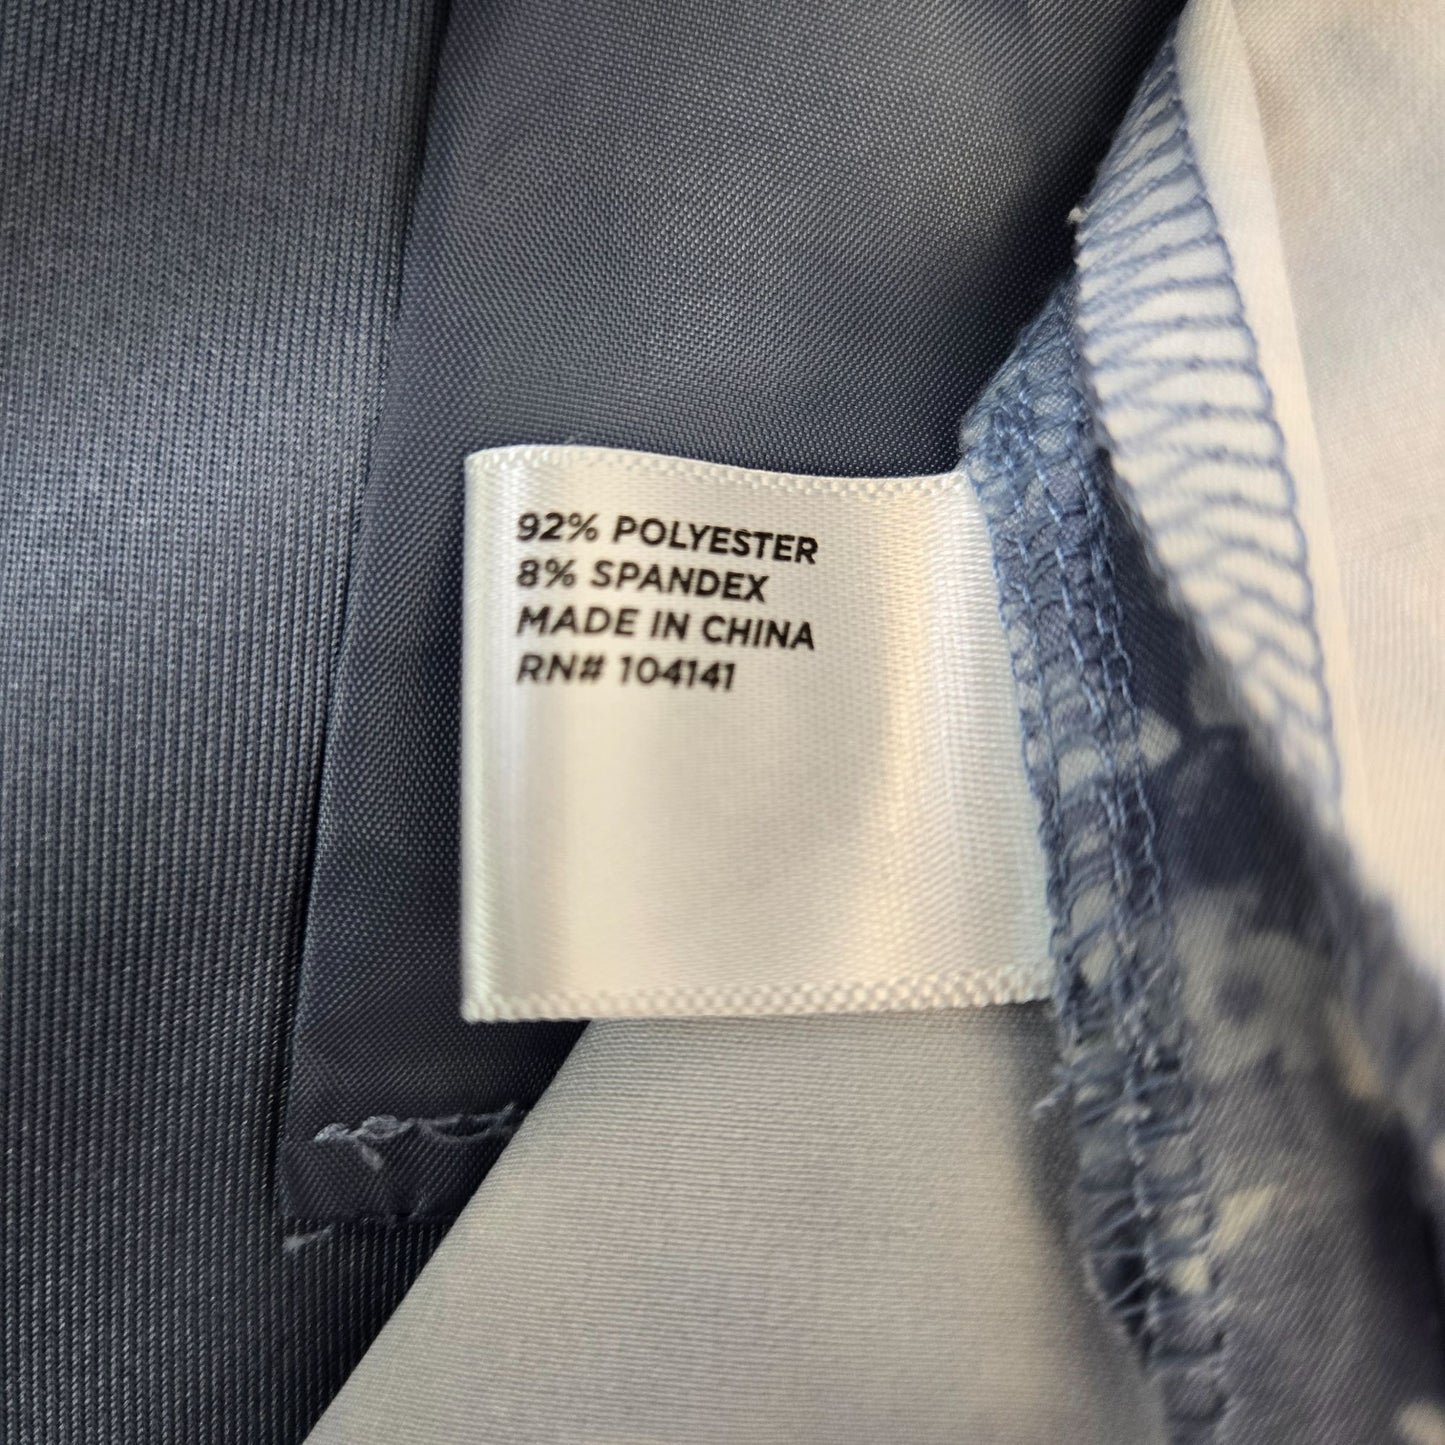 92% POLYESTER
8% SPANDEX
MADE IN CHINA
RN# 104141